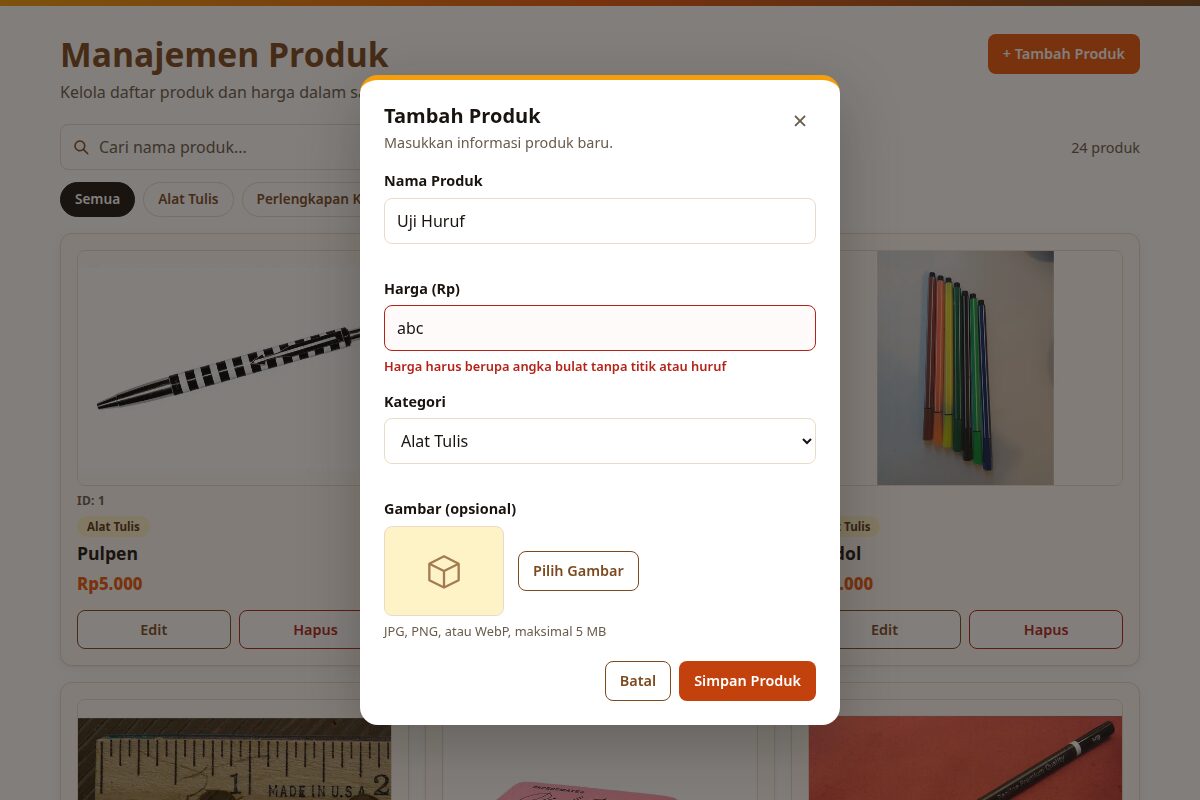 Manajemen Produk
+ Tambah Produk
Kelola daftar produk dan harga dalam
Cari nama produk...
24 produk
Semua
Alat Tulis
Perlengkapan K
Tambah Produk
×
Masukkan informasi produk baru.
Nama Produk
Uji Huruf
Harga (Rp)
abc
Harga harus berupa angka bulat tanpa titik atau huruf
Kategori
Alat Tulis
Gambar (opsional)
Pilih Gambar
JPG, PNG, atau WebP, maksimal 5 MB
Batal
Simpan Produk
ID: 1
Alat Tulis
Pulpen
Rp5.000
Edit
Hapus
Tulis
dol
.000
Edit
Hapus
1
2
MADE IN U.S.A